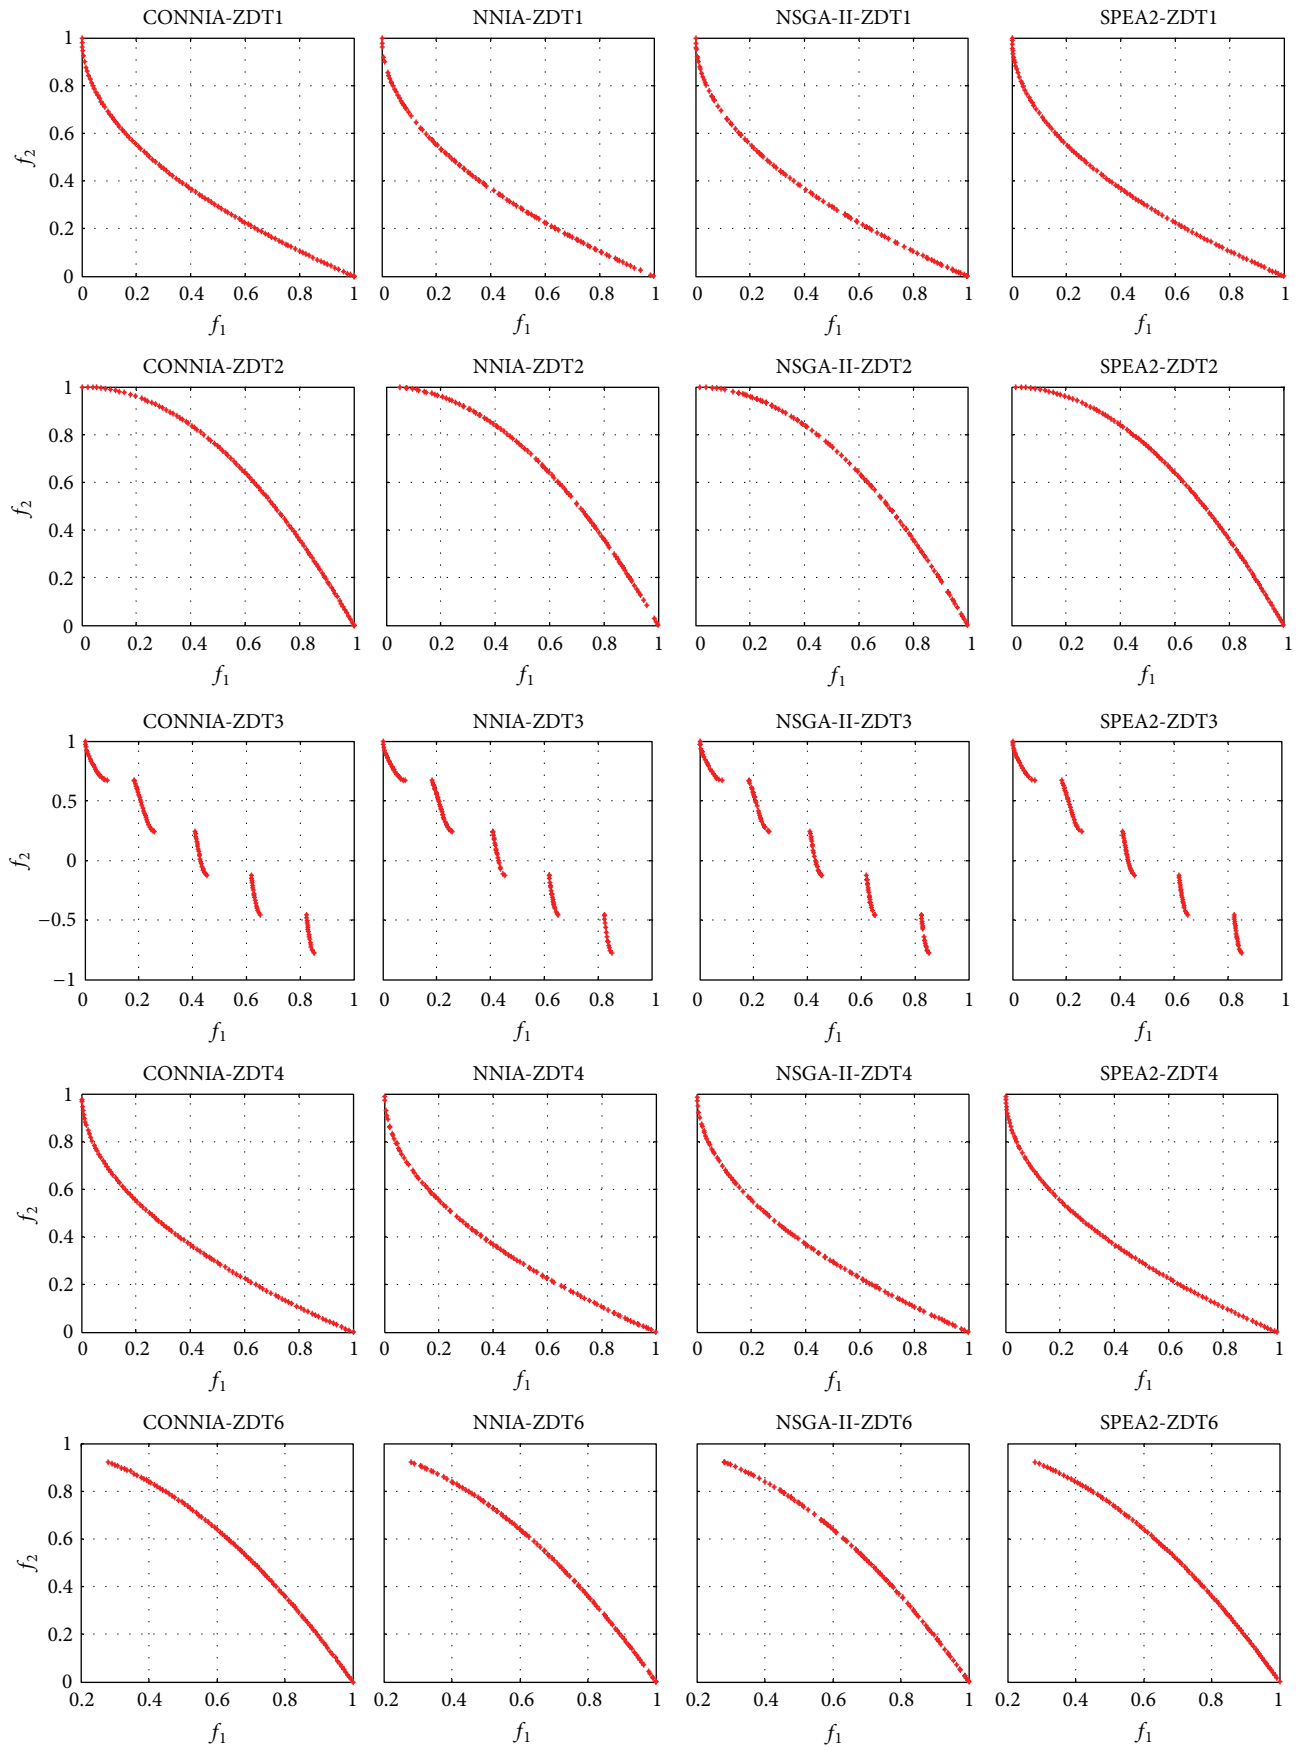 CONNIA-ZDT1 NNIA-ZDT1 NSGA-II-ZDT1 SPEA2-ZDT1
1
0.8
0.6
0.4
0.2
0
f2
0 0.2 0.4 0.6 0.8 1 0 0.2 0.4 0.6 0.8 1 0 0.2 0.4 0.6 0.8 1 0 0.2 0.4 0.6 0.8 1
f1 f1 f1 f1
CONNIA-ZDT2 NNIA-ZDT2 NSGA-II-ZDT2 SPEA2-ZDT2
1
0.8
0.6
0.4
0.2
0
f2
0 0.2 0.4 0.6 0.8 1 0 0.2 0.4 0.6 0.8 1 0 0.2 0.4 0.6 0.8 1 0 0.2 0.4 0.6 0.8 1
f1 f1 f1 f1
CONNIA-ZDT3 NNIA-ZDT3 NSGA-II-ZDT3 SPEA2-ZDT3
1
0.5
0
−0.5
−1
f2
0 0.2 0.4 0.6 0.8 1 0 0.2 0.4 0.6 0.8 1 0 0.2 0.4 0.6 0.8 1 0 0.2 0.4 0.6 0.8 1
f1 f1 f1 f1
CONNIA-ZDT4 NNIA-ZDT4 NSGA-II-ZDT4 SPEA2-ZDT4
1
0.8
0.6
0.4
0.2
0
f2
0 0.2 0.4 0.6 0.8 1 0 0.2 0.4 0.6 0.8 1 0 0.2 0.4 0.6 0.8 1 0 0.2 0.4 0.6 0.8 1
f1 f1 f1 f1
CONNIA-ZDT6 NNIA-ZDT6 NSGA-II-ZDT6 SPEA2-ZDT6
1
0.8
0.6
0.4
0.2
0
f2
0.2 0.4 0.6 0.8 1 0.2 0.4 0.6 0.8 1 0.2 0.4 0.6 0.8 1 0.2 0.4 0.6 0.8 1
f1 f1 f1 f1